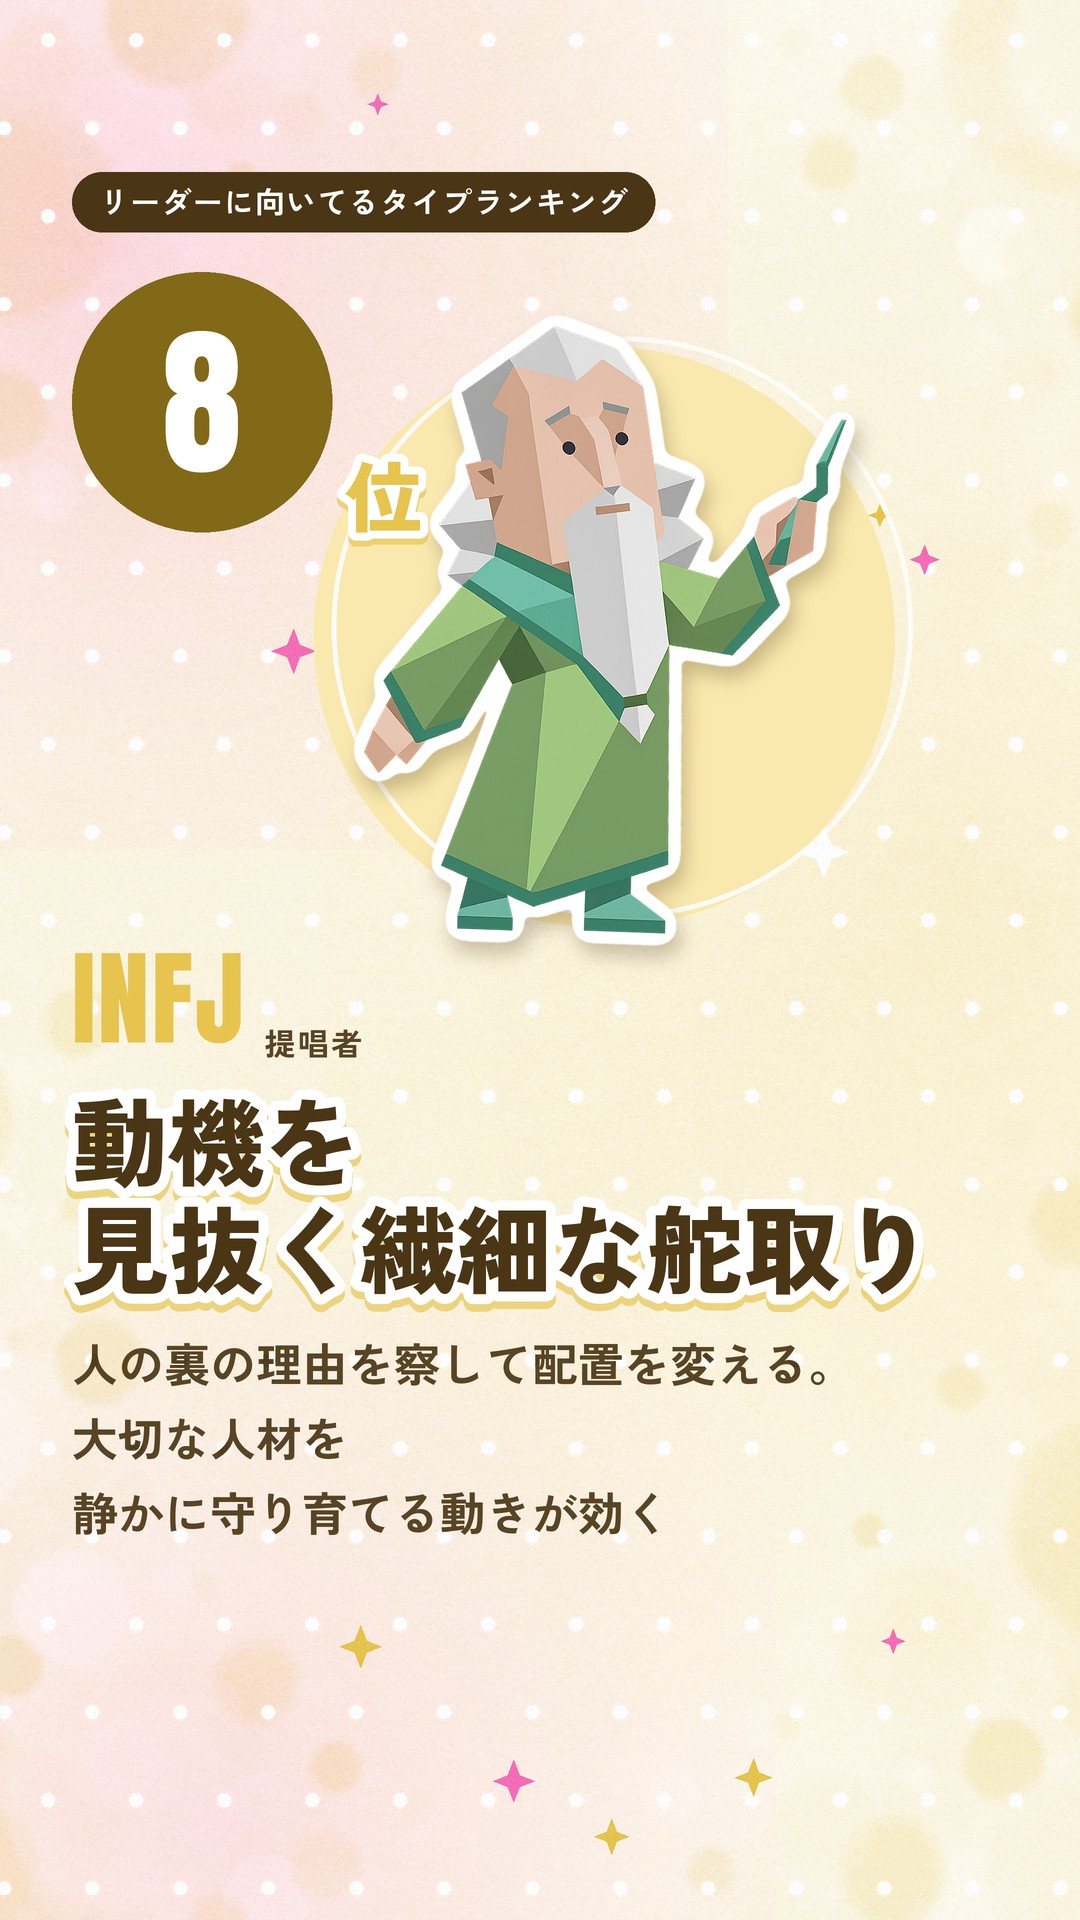 リーダーに向いてるタイプランキング
8
位
INFJ
提唱者
動機を
見抜く繊細な舵取り
人の裏の理由を察して配置を変える。
大切な人材を
静かに守り育てる動きが効く